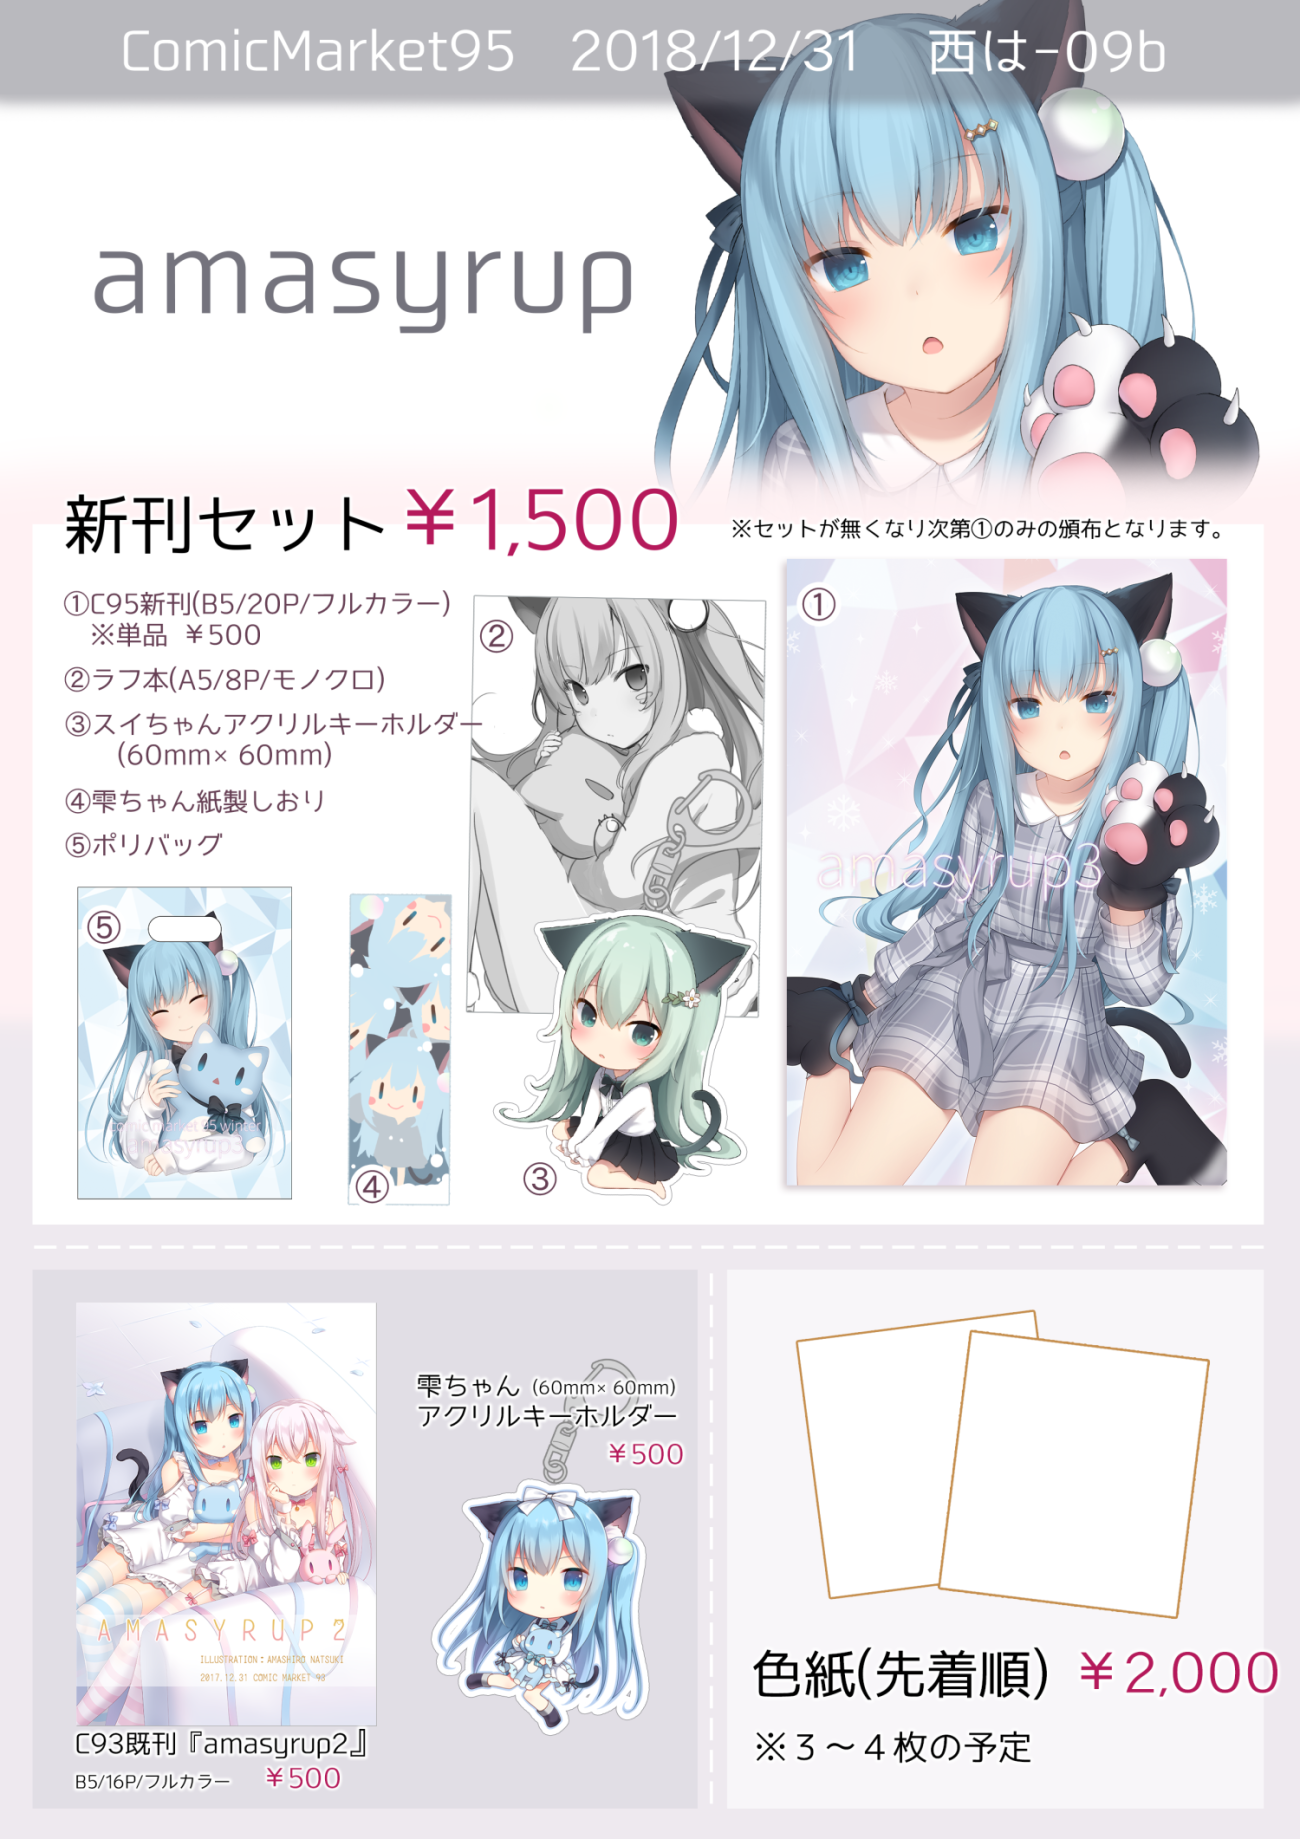 ComicMarket95 2018/12/31 西は-09b
amasyrup
新刊セット ¥1,500
※セットが無くなり次第①のみの頒布となります。
①C95新刊(B5/20P/フルカラー)
※単品 ¥500
②ラフ本(A5/8P/モノクロ)
③スイちゃんアクリルキーホルダー
(60mm×60mm)
④雫ちゃん紙製しおり
⑤ポリバッグ
②
①
amasyrup3
⑤
comic market 95 winter
amasyrup3
④
③
AMASYRUP2
ILLUSTRATION:AMASHIRO NATSUKI
2017.12.31 COMIC MARKET 93
C93既刊『amasyrup2』
B5/16P/フルカラー ¥500
雫ちゃん (60mm×60mm)
アクリルキーホルダー
¥500
色紙(先着順) ¥2,000
※3～4枚の予定